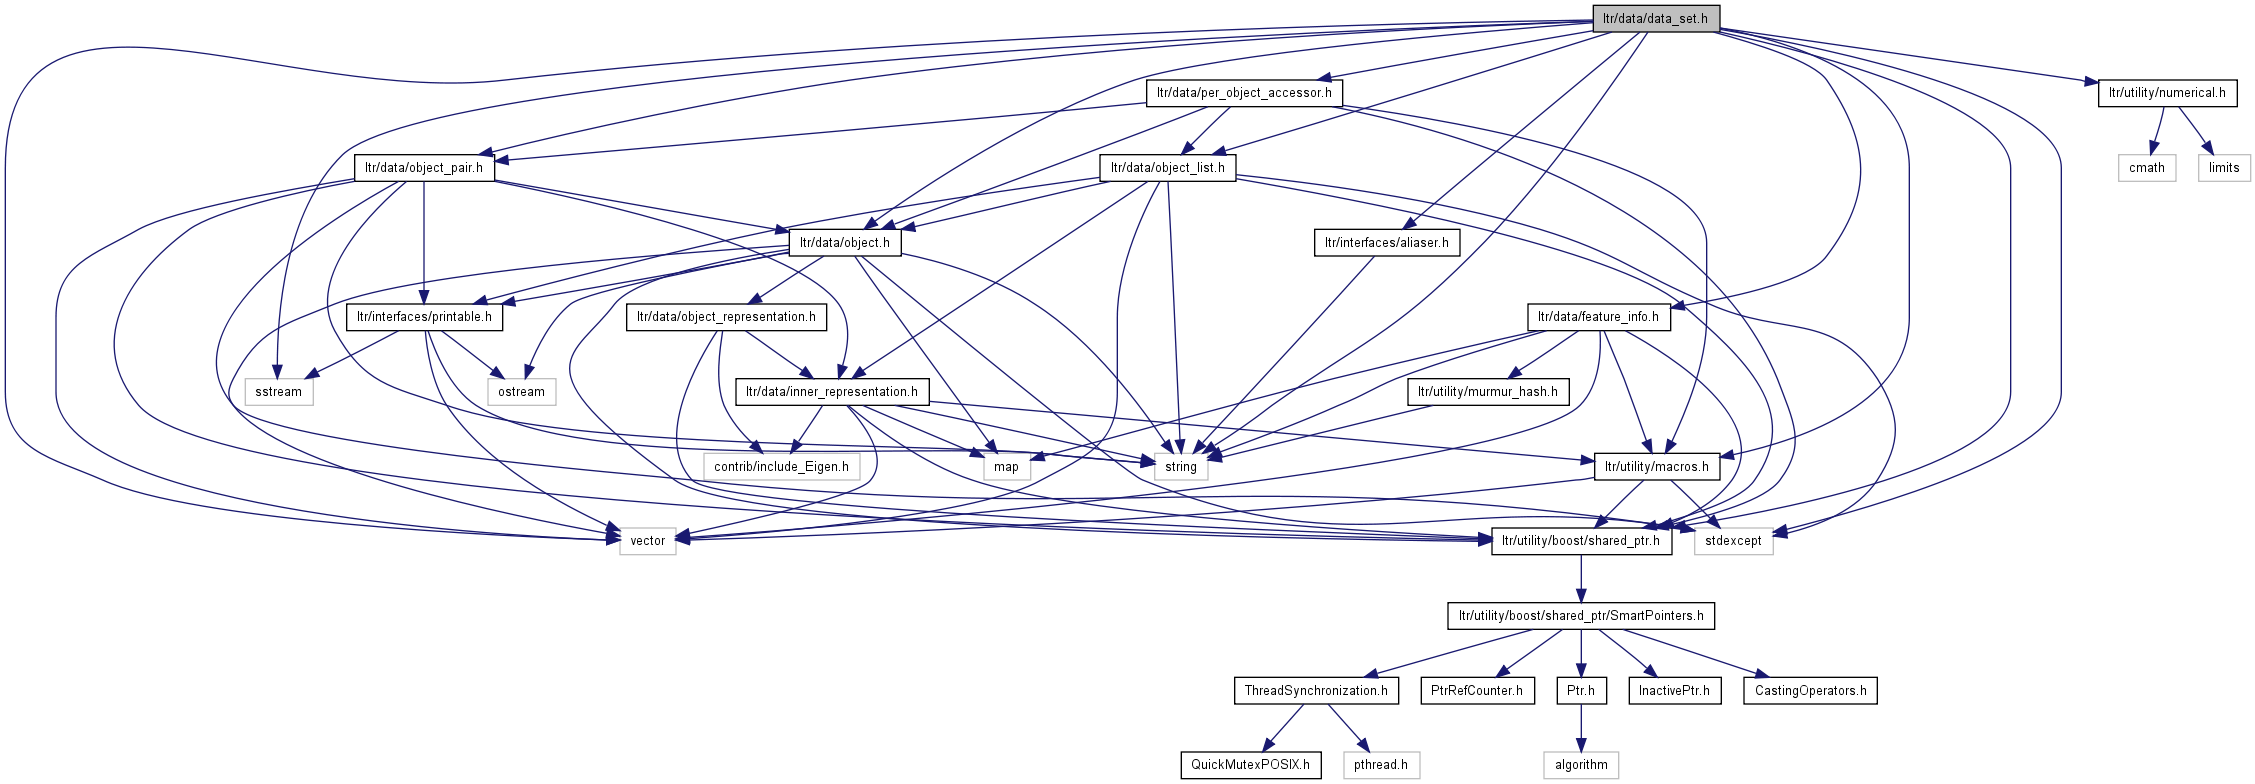 ltr/data/data_set.h
ltr/data/per_object_accessor.h
ltr/utility/numerical.h
ltr/data/object_pair.h
ltr/data/object_list.h
cmath
limits
ltr/data/object.h
ltr/interfaces/aliaser.h
ltr/interfaces/printable.h
ltr/data/object_representation.h
ltr/data/feature_info.h
sstream
ostream
ltr/data/inner_representation.h
ltr/utility/murmur_hash.h
contrib/include_Eigen.h
map
string
ltr/utility/macros.h
vector
ltr/utility/boost/shared_ptr.h
stdexcept
ltr/utility/boost/shared_ptr/SmartPointers.h
ThreadSynchronization.h
PtrRefCounter.h
Ptr.h
InactivePtr.h
CastingOperators.h
QuickMutexPOSIX.h
pthread.h
algorithm